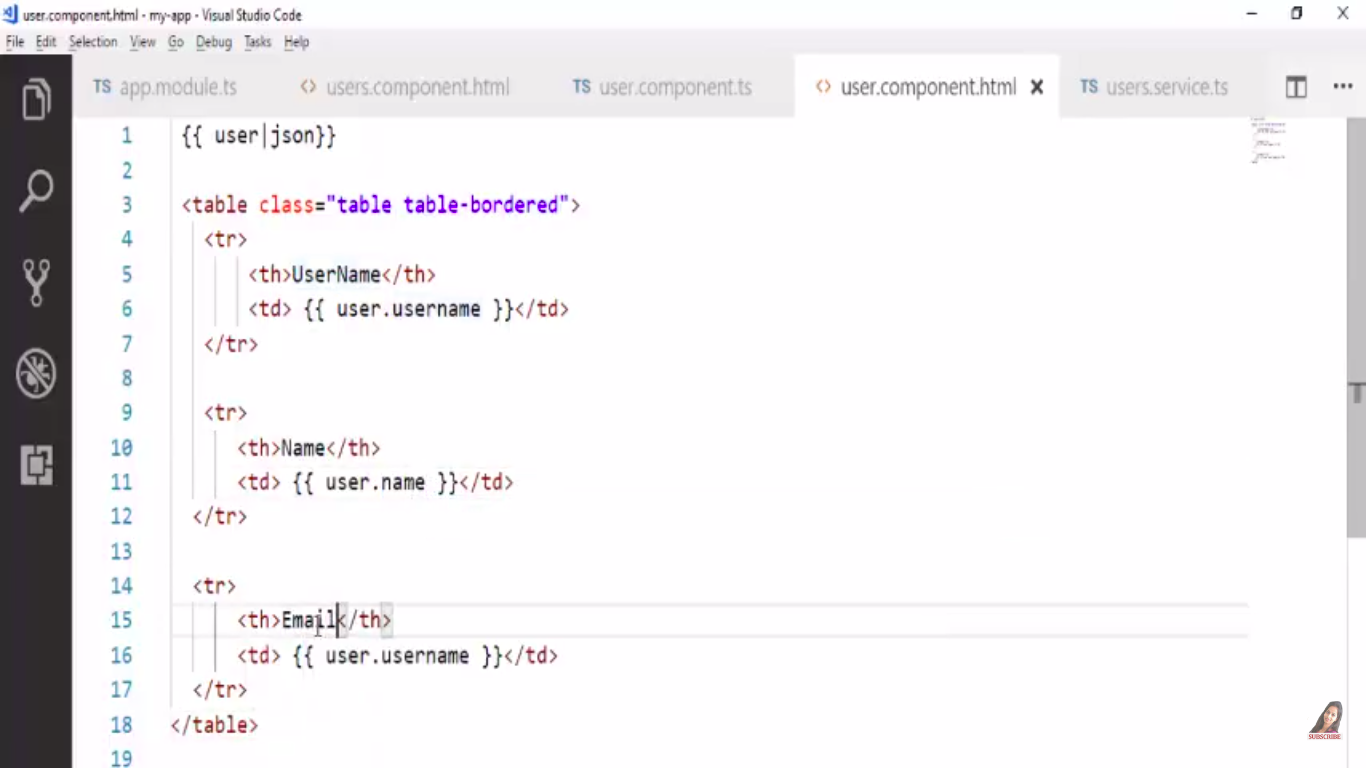 user.component.html - my-app - Visual Studio Code
File Edit Selection View Go Debug Tasks Help
TS app.module.ts <> users.component.html TS user.component.ts <> user.component.html TS users.service.ts
1 {{ user|json}}
2
3 <table class="table table-bordered">
4 <tr>
5 <th>UserName</th>
6 <td> {{ user.username }}</td>
7 </tr>
8
9 <tr>
10 <th>Name</th>
11 <td> {{ user.name }}</td>
12 </tr>
13
14 <tr>
15 <th>Email</th>
16 <td> {{ user.username }}</td>
17 </tr>
18 </table>
19
SUBSCRIBE